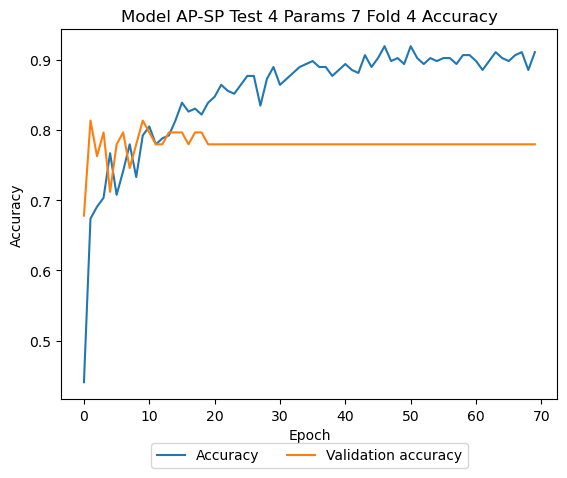 Model AP-SP Test 4 Params 7 Fold 4 Accuracy
0.9
0.8
0.7
0.6
0.5
Accuracy
0 10 20 30 40 50 60 70
Epoch
Accuracy Validation accuracy